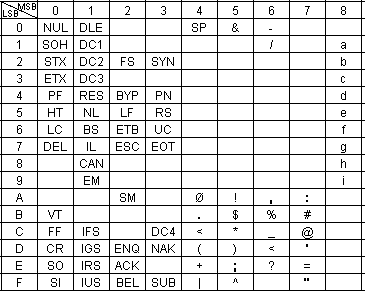 MSB LSB 0 1 2 3 4 5 6 7 8
0 NUL DLE SP & -
1 SOH DC1 / a
2 STX DC2 FS SYN b
3 ETX DC3 c
4 PF RES BYP PN d
5 HT NL LF RS e
6 LC BS ETB UC f
7 DEL IL ESC EOT g
8 CAN h
9 EM i
A SM Ø ! , :
B VT . $ % #
C FF IFS DC4 < * _ @
D CR IGS ENQ NAK ( ) < '
E SO IRS ACK + ; ? =
F SI IUS BEL SUB | ^ "